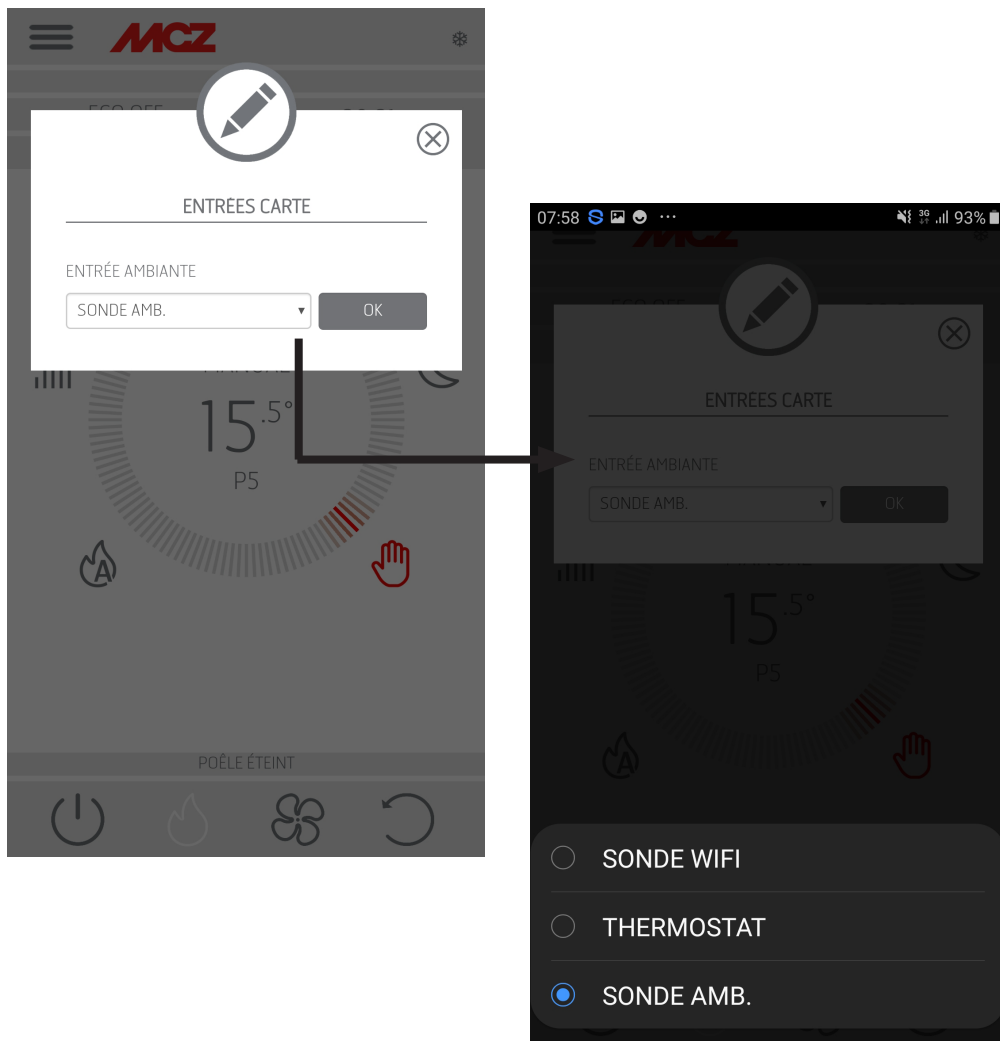 MCZ
ENTRÉES CARTE
ENTRÉE AMBIANTE
SONDE AMB.
OK
15.5°
P5
A
POÊLE ÉTEINT
07:58
3G
93%
MCZ
ENTRÉES CARTE
ENTRÉE AMBIANTE
SONDE AMB.
OK
15.5°
P5
A
SONDE WIFI
THERMOSTAT
SONDE AMB.